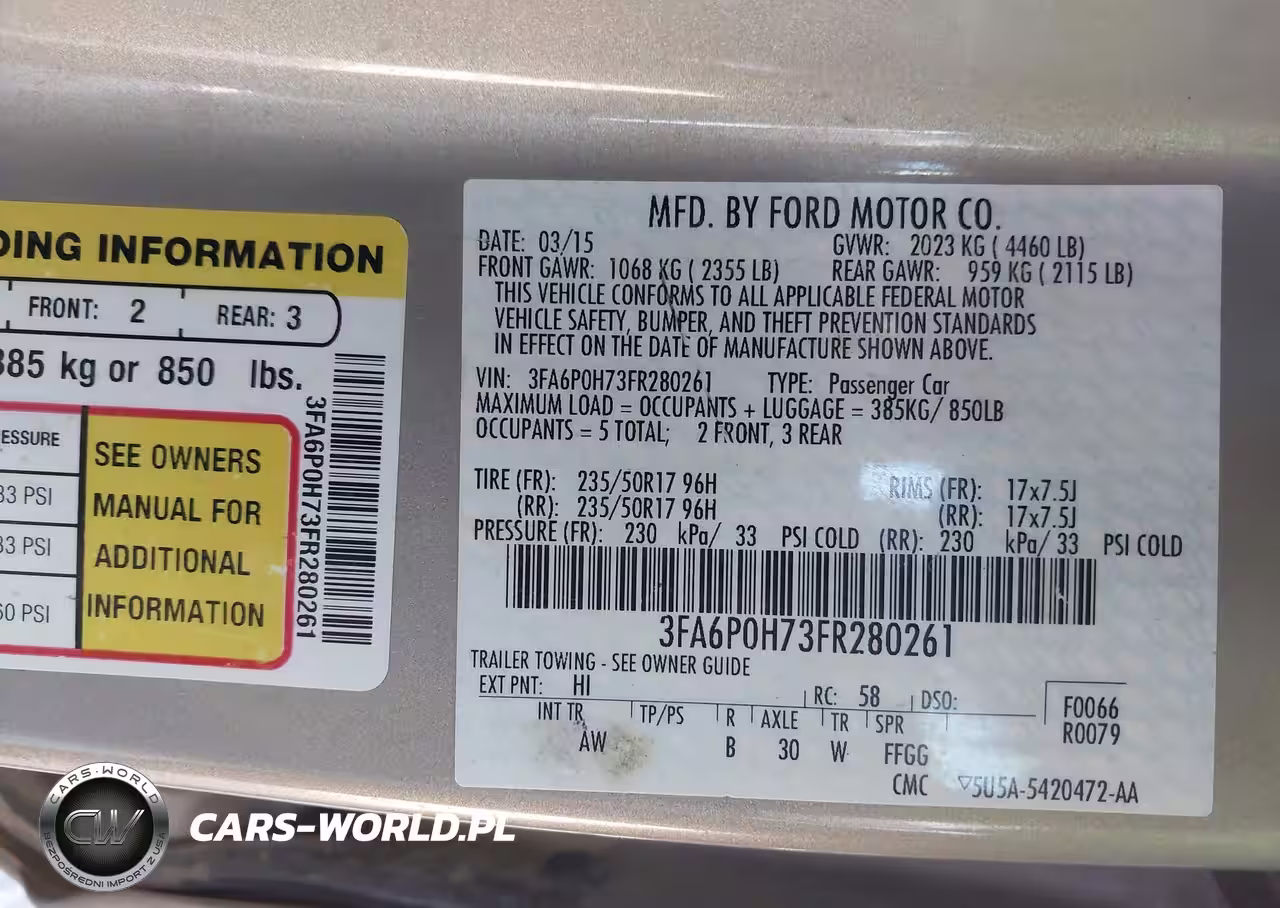 DING INFORMATION
FRONT: 2 REAR: 3
385 kg or 850 lbs.
ESSURE
33 PSI
33 PSI
60 PSI
SEE OWNERS
MANUAL FOR
ADDITIONAL
INFORMATION
3FA6P0H73FR280261
MFD. BY FORD MOTOR CO.
DATE: 03/15 GVWR: 2023 KG ( 4460 LB)
FRONT GAWR: 1068 KG ( 2355 LB) REAR GAWR: 959 KG ( 2115 LB)
THIS VEHICLE CONFORMS TO ALL APPLICABLE FEDERAL MOTOR
VEHICLE SAFETY, BUMPER, AND THEFT PREVENTION STANDARDS
IN EFFECT ON THE DATE OF MANUFACTURE SHOWN ABOVE.
VIN: 3FA6P0H73FR280261 TYPE: Passenger Car
MAXIMUM LOAD = OCCUPANTS + LUGGAGE = 385KG/ 850LB
OCCUPANTS = 5 TOTAL; 2 FRONT, 3 REAR
TIRE (FR): 235/50R17 96H RIMS (FR): 17x7.5J
(RR): 235/50R17 96H (RR): 17x7.5J
PRESSURE (FR): 230 kPa/ 33 PSI COLD (RR): 230 kPa/ 33 PSI COLD
3FA6P0H73FR280261
TRAILER TOWING - SEE OWNER GUIDE
EXT PNT: HI RC: 58 DSO:
INT TR TP/PS R AXLE TR SPR
AW B 30 W FFGG
F0066
R0079
CMC ▽5U5A-5420472-AA
CARS-WORLD
CW
BEZPOŚREDNI IMPORT Z USA
CARS-WORLD.PL